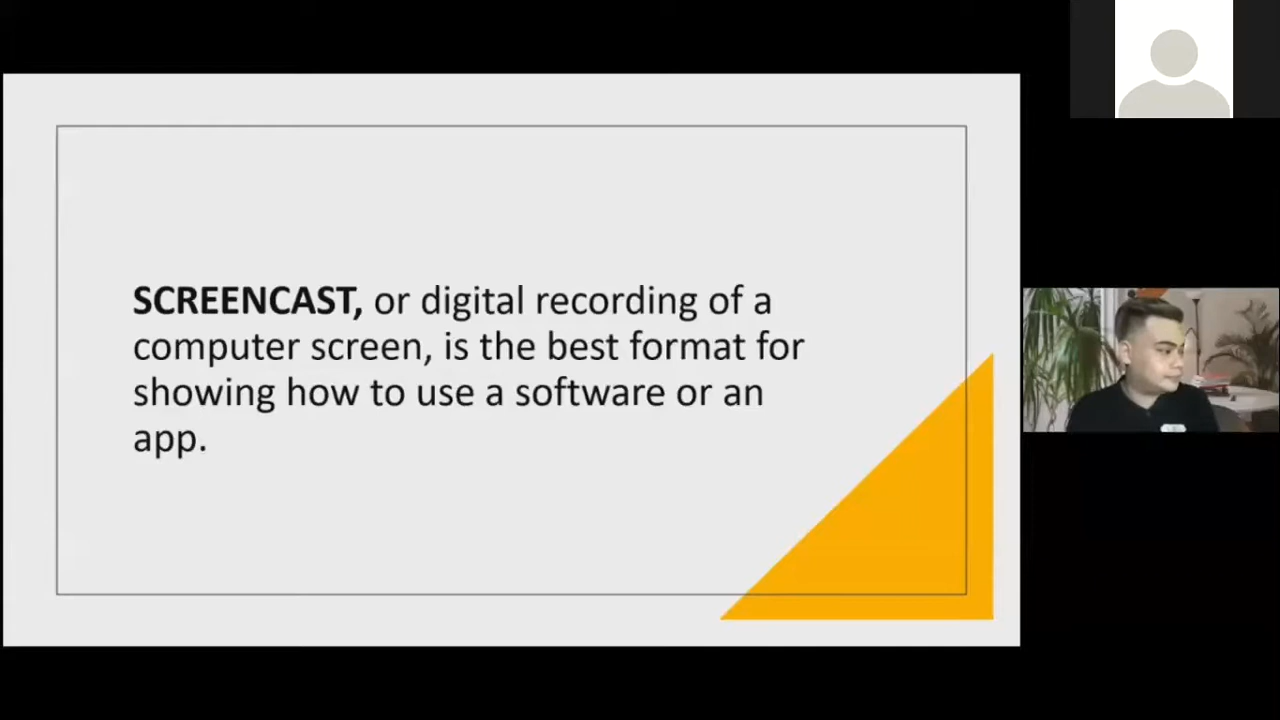 SCREENCAST, or digital recording of a
computer screen, is the best format for
showing how to use a software or an
app.